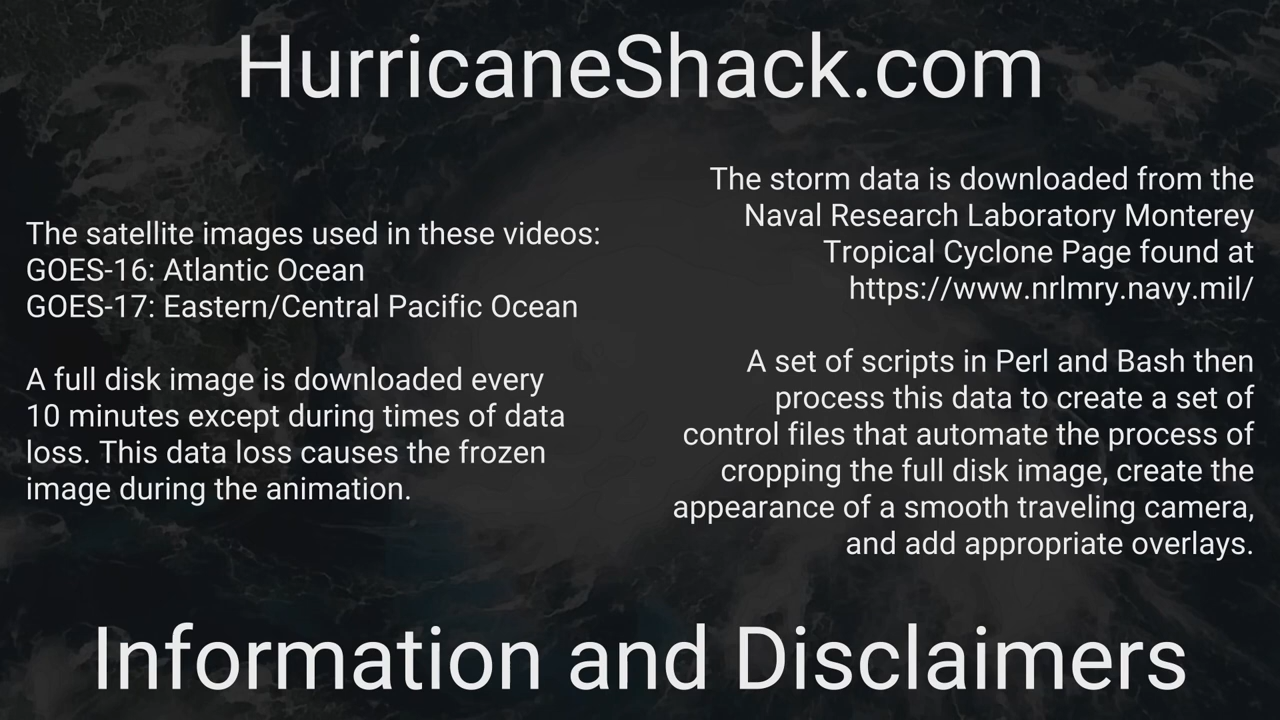 HurricaneShack.com
The satellite images used in these videos:
GOES-16: Atlantic Ocean
GOES-17: Eastern/Central Pacific Ocean
A full disk image is downloaded every
10 minutes except during times of data
loss. This data loss causes the frozen
image during the animation.
The storm data is downloaded from the
Naval Research Laboratory Monterey
Tropical Cyclone Page found at
https://www.nrlmry.navy.mil/
A set of scripts in Perl and Bash then
process this data to create a set of
control files that automate the process of
cropping the full disk image, create the
appearance of a smooth traveling camera,
and add appropriate overlays.
Information and Disclaimers